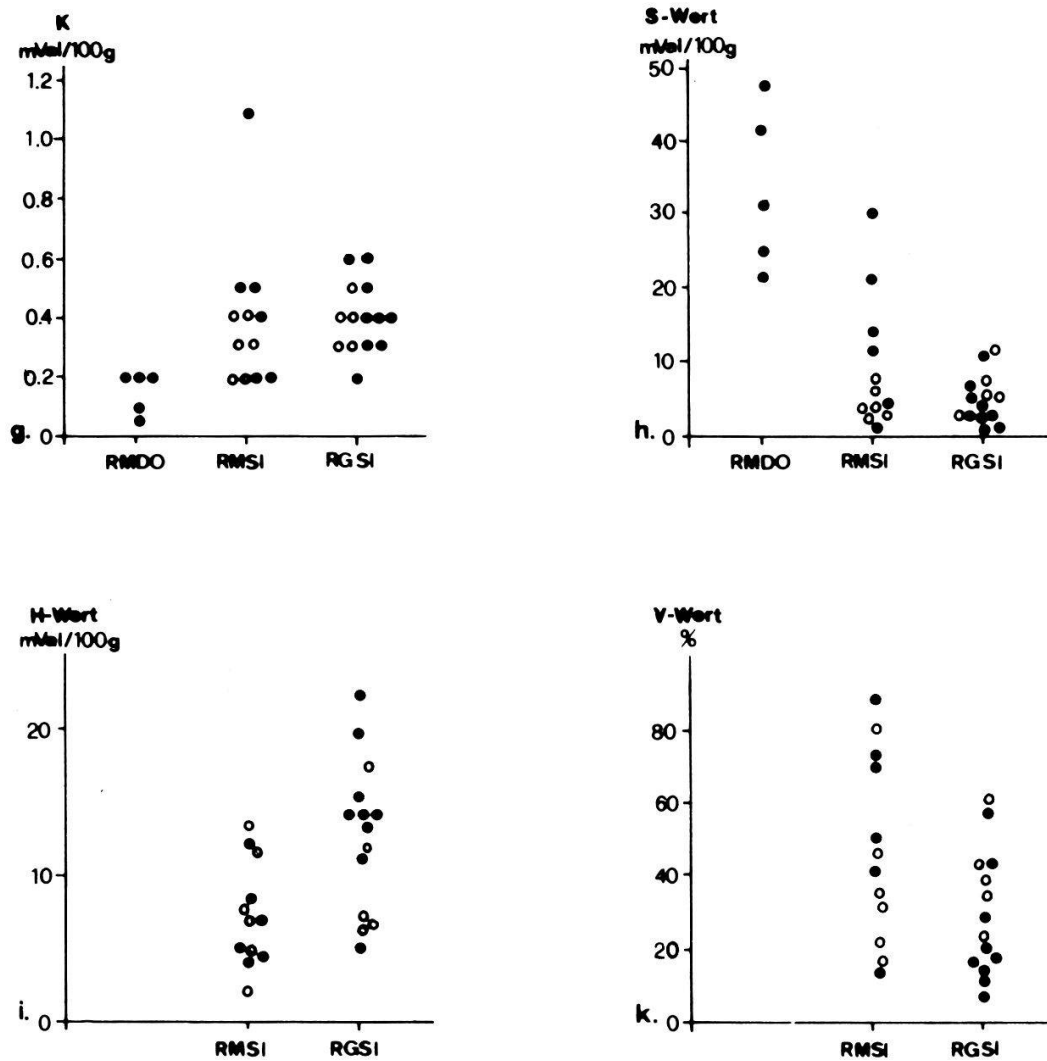 K
mVal/100g
1.2
1.0
0.8
0.6
0.4
0.2
0
g.
RMDO RMSI RGSI
S-Wert
mVal/100g
50
40
30
20
10
0
h.
RMDO RMSI RGSI
H-Wert
mVal/100g
20
10
0
i.
RMSI RGSI
V-Wert
%
80
60
40
20
0
k.
RMSI RGSI